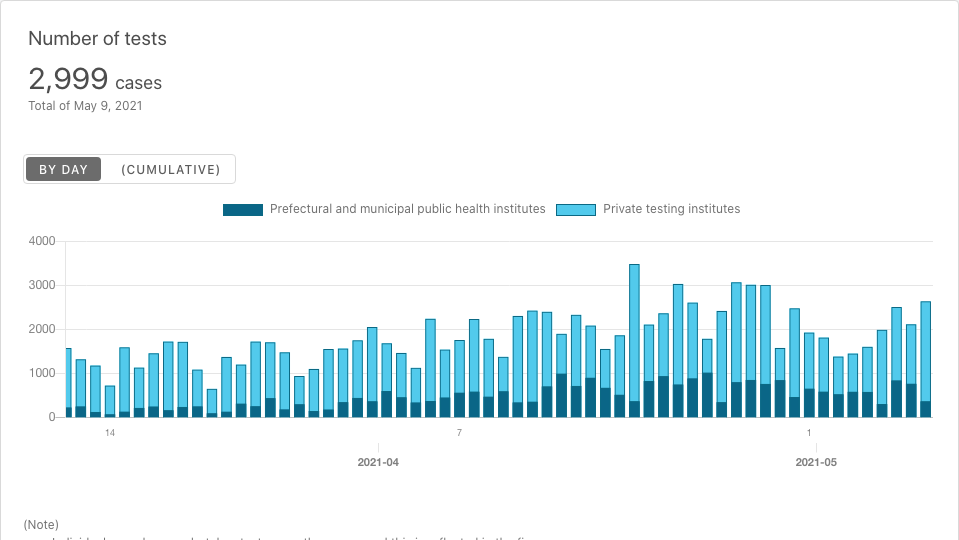 Number of tests
2,999 cases
Total of May 9, 2021
BY DAY (CUMULATIVE)
Prefectural and municipal public health institutes Private testing institutes
4000
3000
2000
1000
0
14 7 1
2021-04 2021-05
(Note)